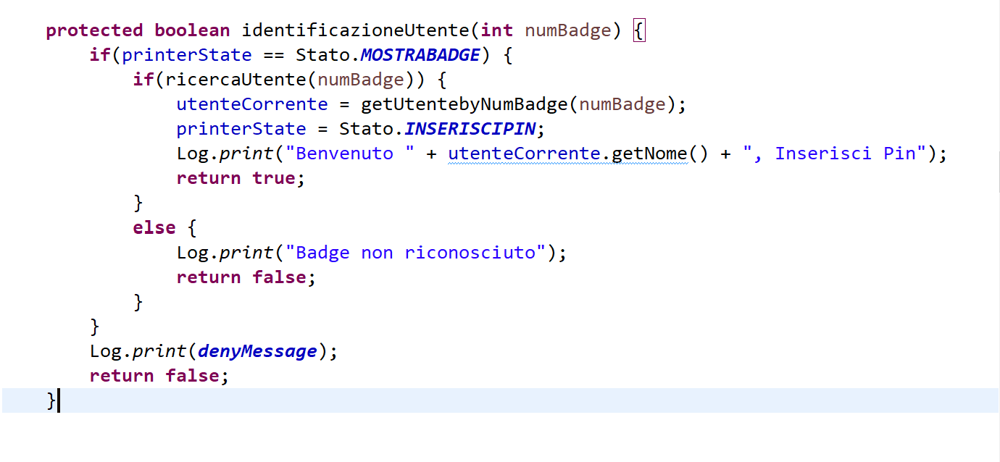 protected boolean identificazioneUtente(int numBadge) {
    if(printerState == Stato.MOSTRABADGE) {
        if(ricercaUtente(numBadge)) {
            utenteCorrente = getUtentebyNumBadge(numBadge);
            printerState = Stato.INSERISCIPIN;
            Log.print("Benvenuto " + utenteCorrente.getNome() + ", Inserisci Pin");
            return true;
        }
        else {
            Log.print("Badge non riconosciuto");
            return false;
        }
    }
    Log.print(denyMessage);
    return false;
}